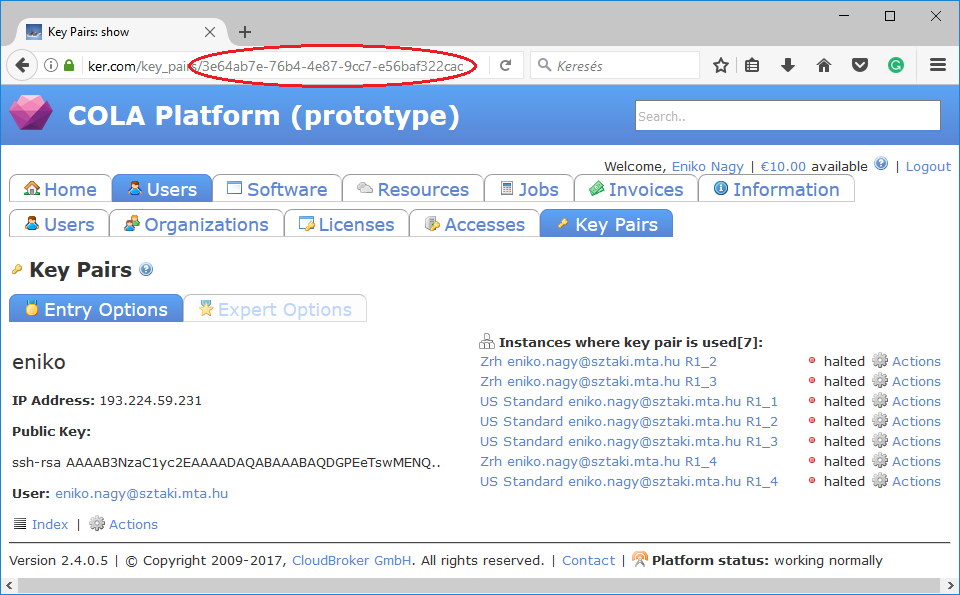 Key Pairs: show
ker.com/key_pairs/3e64ab7e-76b4-4e87-9cc7-e56baf322cac
Keresés
COLA Platform (prototype)
Search..
Welcome, Eniko Nagy | €10.00 available | Logout
Home Users Software Resources Jobs Invoices Information
Users Organizations Licenses Accesses Key Pairs
Key Pairs
Entry Options Expert Options
eniko
IP Address: 193.224.59.231
Public Key:
ssh-rsa AAAAB3NzaC1yc2EAAAADAQABAAABAQDGPEeTswMENQ..
User: eniko.nagy@sztaki.mta.hu
Index | Actions
Instances where key pair is used[7]:
Zrh eniko.nagy@sztaki.mta.hu R1_2 halted Actions
Zrh eniko.nagy@sztaki.mta.hu R1_3 halted Actions
US Standard eniko.nagy@sztaki.mta.hu R1_1 halted Actions
US Standard eniko.nagy@sztaki.mta.hu R1_2 halted Actions
US Standard eniko.nagy@sztaki.mta.hu R1_3 halted Actions
Zrh eniko.nagy@sztaki.mta.hu R1_4 halted Actions
US Standard eniko.nagy@sztaki.mta.hu R1_4 halted Actions
Version 2.4.0.5 | © Copyright 2009-2017, CloudBroker GmbH. All rights reserved. | Contact | Platform status: working normally